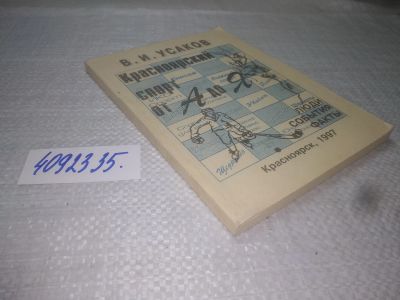 В. И. УСАКОВ
Красноярский
спорт
от А до Я
ЛЮДИ
СОБЫТИЯ
ФАКТЫ
Красноярск, 1997
4092335.